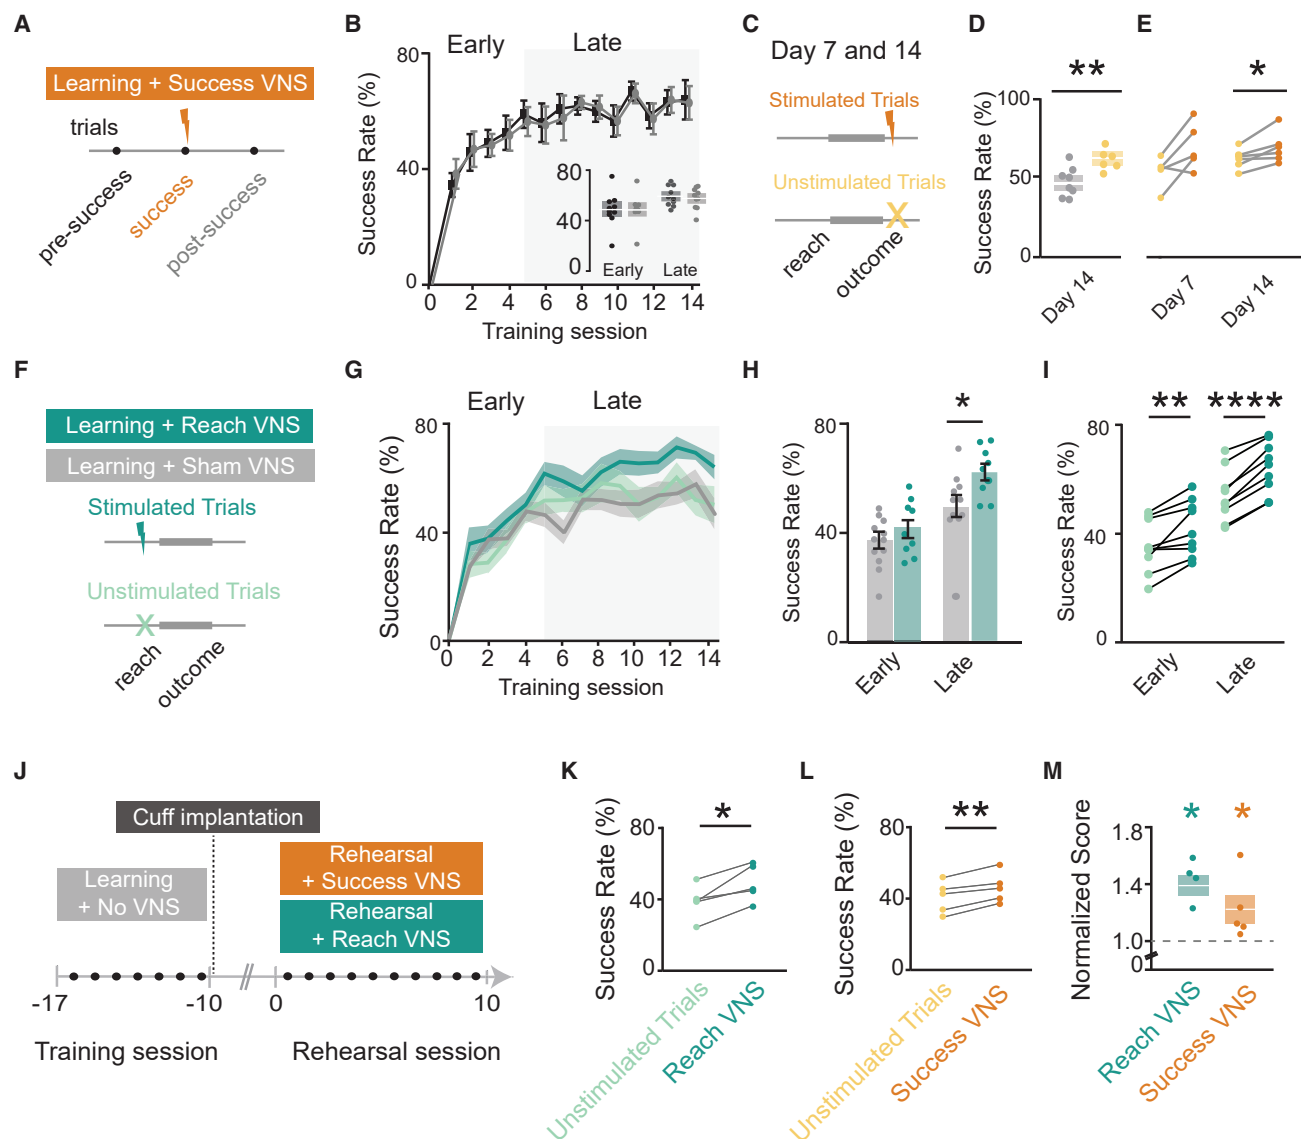 A
Learning + Success VNS
trials
pre-success
success
post-success
B
Early
Late
Success Rate (%)
80
40
0
80
40
0
Early
Late
0
2
4
6
8
10
12
14
Training session
C
Day 7 and 14
Stimulated Trials
Unstimulated Trials
X
reach
outcome
D
**
Success Rate (%)
100
50
0
Day 14
E
*
Day 7
Day 14
F
Learning + Reach VNS
Learning + Sham VNS
Stimulated Trials
Unstimulated Trials
X
reach
outcome
G
Early
Late
Success Rate (%)
80
40
0
0
2
4
6
8
10
12
14
Training session
H
*
Success Rate (%)
80
40
0
Early
Late
I
**
****
Success Rate (%)
80
40
0
Early
Late
J
Cuff implantation
Learning
+ No VNS
Rehearsal
+ Success VNS
Rehearsal
+ Reach VNS
-17
-10
0
10
Training session
Rehearsal session
K
*
Success Rate (%)
80
40
0
Unstimulated Trials
Reach VNS
L
**
Success Rate (%)
80
40
0
Unstimulated Trials
Success VNS
M
*
*
Normalized Score
1.8
1.4
1.0
0
Reach VNS
Success VNS